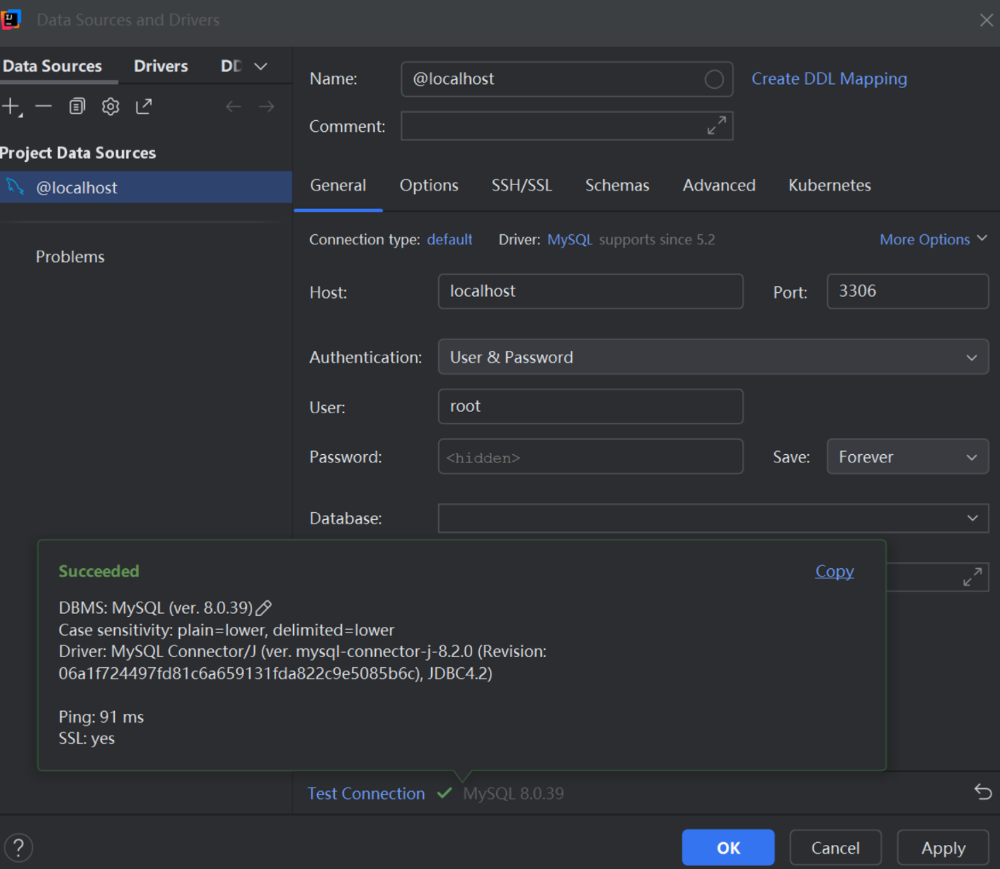 Data Sources and Drivers
Data Sources Drivers DD
Name: @localhost Create DDL Mapping
Comment:
Project Data Sources
@localhost
Problems
General Options SSH/SSL Schemas Advanced Kubernetes
Connection type: default Driver: MySQL supports since 5.2 More Options
Host: localhost Port: 3306
Authentication: User & Password
User: root
Password: <hidden> Save: Forever
Database:
Succeeded Copy
DBMS: MySQL (ver. 8.0.39)
Case sensitivity: plain=lower, delimited=lower
Driver: MySQL Connector/J (ver. mysql-connector-j-8.2.0 (Revision:
06a1f724497fd81c6a659131fda822c9e5085b6c), JDBC4.2)
Ping: 91 ms
SSL: yes
Test Connection MySQL 8.0.39
? OK Cancel Apply